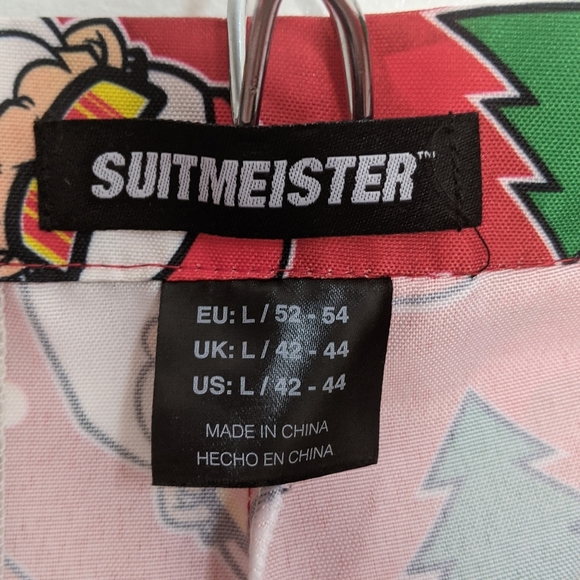 SUITMEISTER™
EU: L / 52 - 54
UK: L / 42 - 44
US: L / 42 - 44
MADE IN CHINA
HECHO EN CHINA